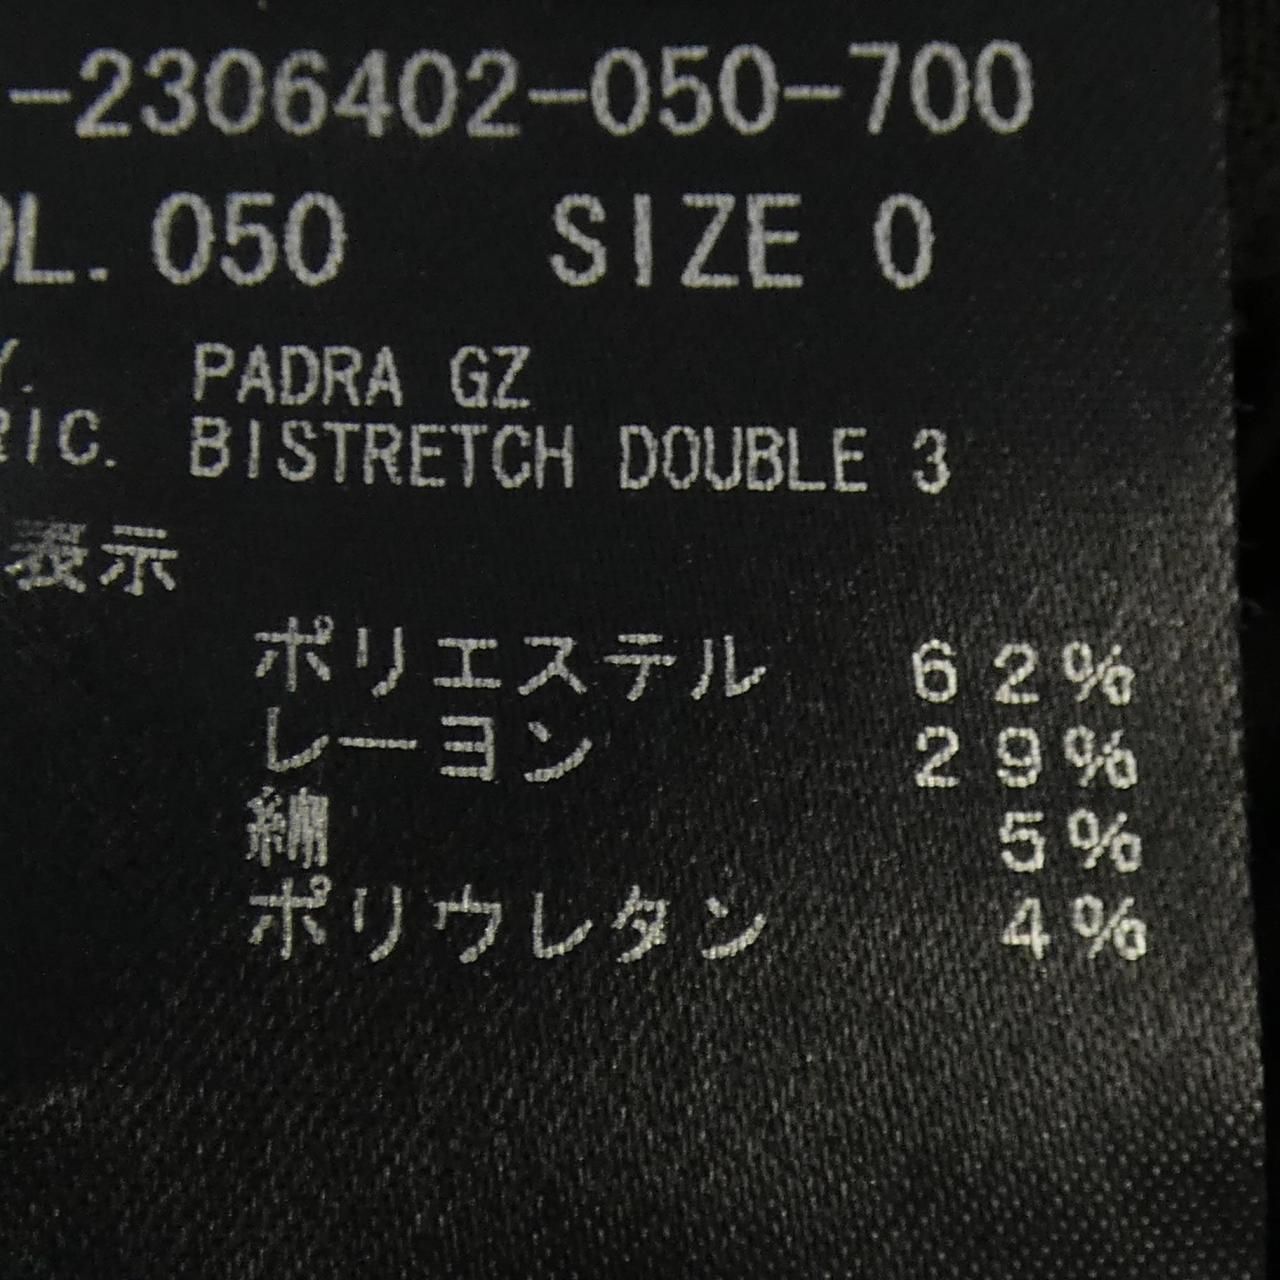 -2306402-050-700
OL. 050 SIZE 0
Y. PADRA GZ
RIC. BISTRETCH DOUBLE 3
表示
ポリエステル 62%
レーヨン 29%
綿 5%
ポリウレタン 4%